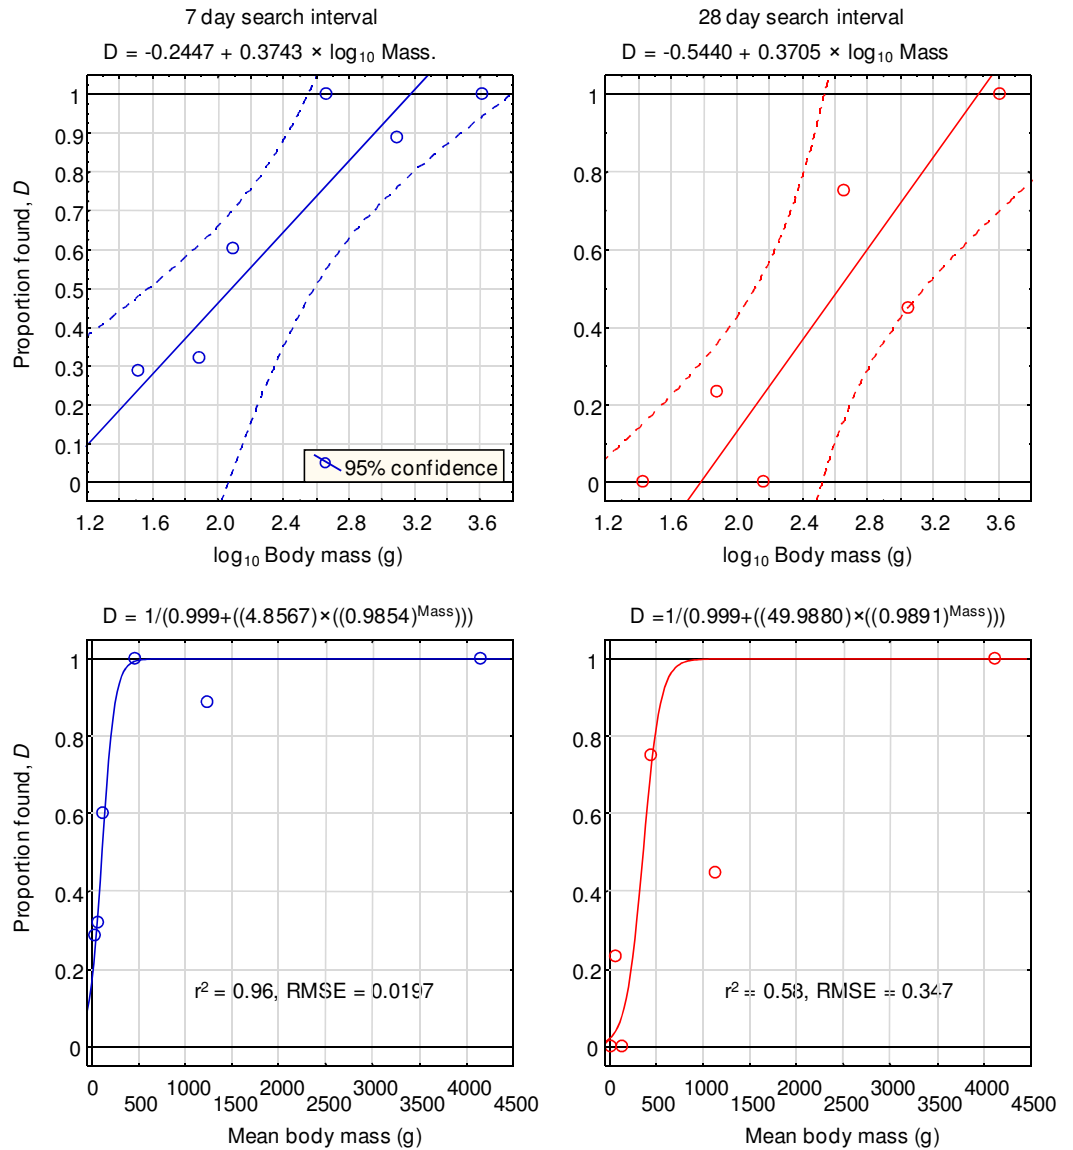 7 day search interval
28 day search interval
D = -0.2447 + 0.3743 × log₁₀ Mass.
D = -0.5440 + 0.3705 × log₁₀ Mass
Proportion found, D
1
0.9
0.8
0.7
0.6
0.5
0.4
0.3
0.2
0.1
0
95% confidence
1.2 1.6 2.0 2.4 2.8 3.2 3.6
log₁₀ Body mass (g)
1
0.8
0.6
0.4
0.2
0
1.2 1.6 2.0 2.4 2.8 3.2 3.6
log₁₀ Body mass (g)
D = 1/(0.999+((4.8567)×((0.9854)ᴹᵃˢˢ)))
D =1/(0.999+((49.9880)×((0.9891)ᴹᵃˢˢ)))
Proportion found, D
1
0.8
0.6
0.4
0.2
0
r² = 0.96, RMSE = 0.0197
0 1000 2000 3000 4000
500 1500 2500 3500 4500
Mean body mass (g)
1
0.8
0.6
0.4
0.2
0
r² = 0.58, RMSE = 0.347
0 1000 2000 3000 4000
500 1500 2500 3500 4500
Mean body mass (g)